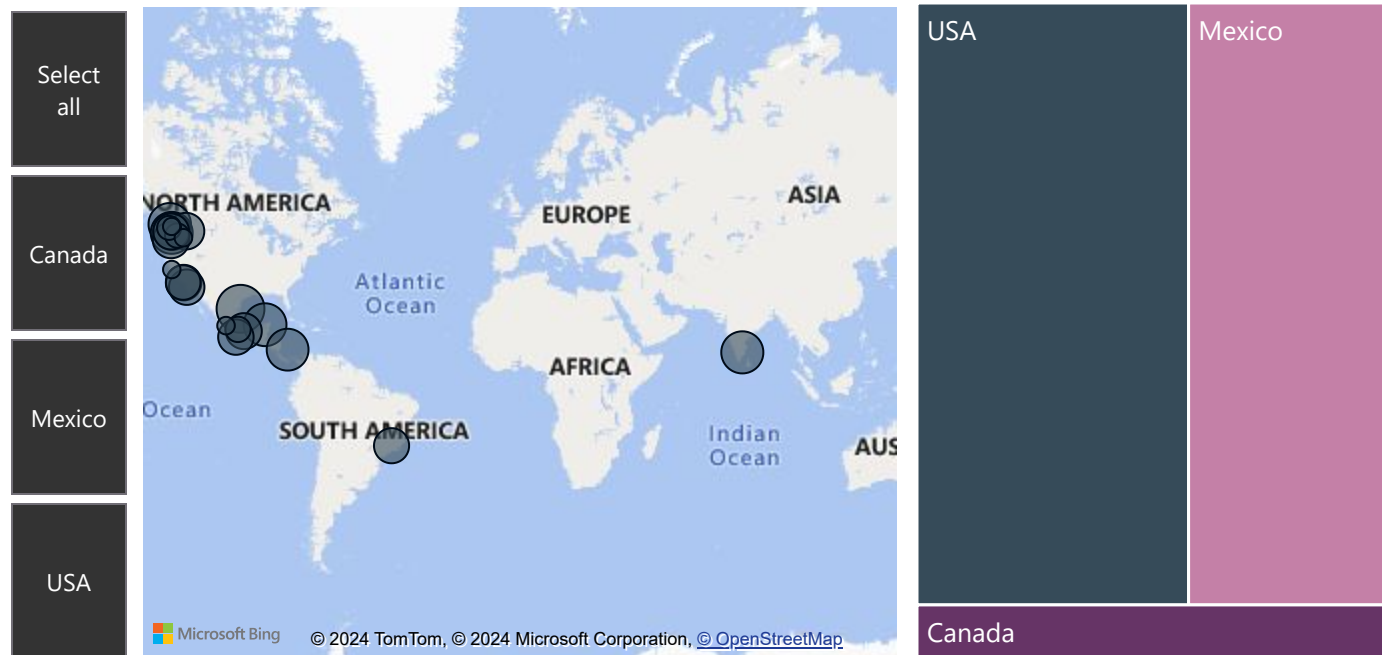 Select
all
Canada
Mexico
USA
NORTH AMERICA
EUROPE
ASIA
Atlantic
Ocean
AFRICA
Ocean
SOUTH AMERICA
Indian
Ocean
AUS
Microsoft Bing
© 2024 TomTom, © 2024 Microsoft Corporation, © OpenStreetMap
USA
Mexico
Canada